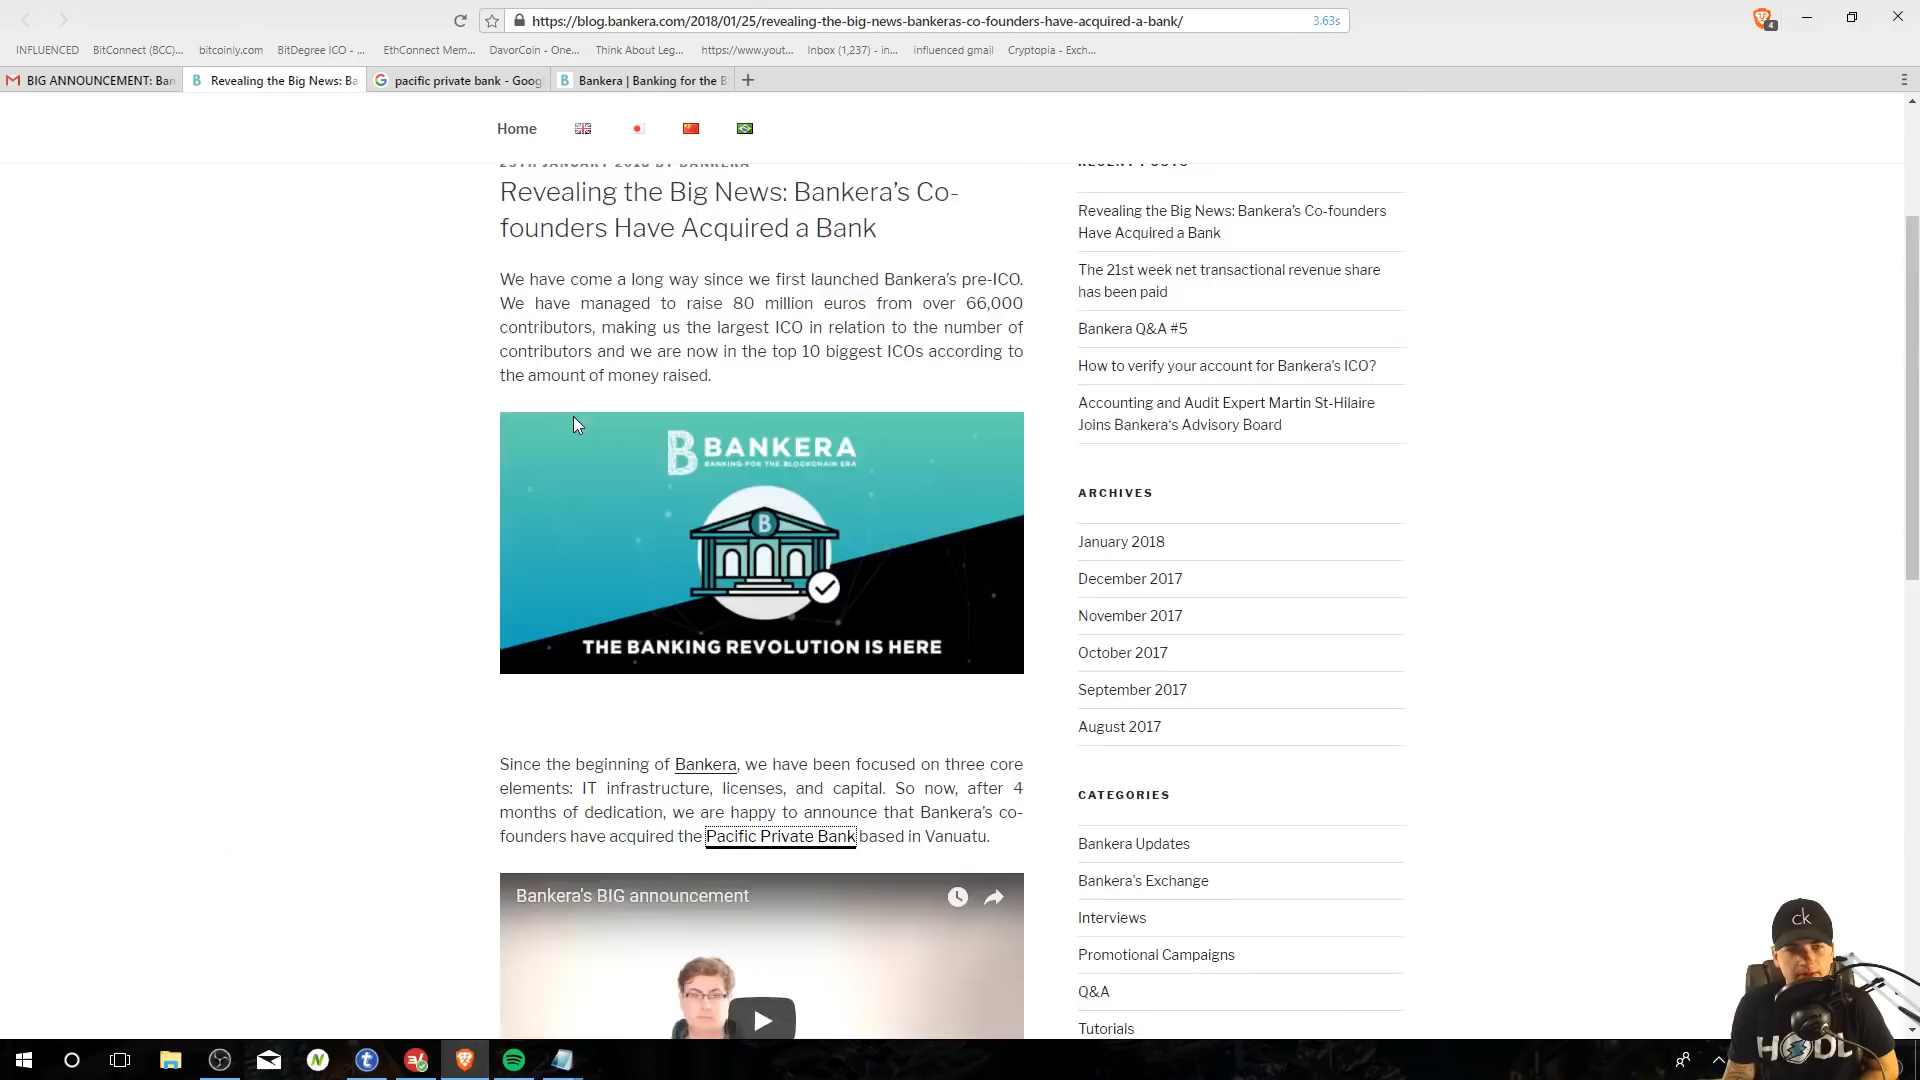 https://blog.bankera.com/2018/01/25/revealing-the-big-news-bankeras-co-founders-have-acquired-a-bank/
3.63s
4
INFLUENCED
BitConnect (BCC)...
bitcoinly.com
BitDegree ICO - ...
EthConnect Mem...
DavorCoin - One...
Think About Leg...
https://www.yout...
Inbox (1,237) - in...
influenced gmail
Cryptopia - Exch...
BIG ANNOUNCEMENT: Ban
Revealing the Big News: Ba
pacific private bank - Goog
Bankera | Banking for the B
Home
25TH JANUARY 2018 BY BANKERA
Revealing the Big News: Bankera's Co-
founders Have Acquired a Bank
We have come a long way since we first launched Bankera's pre-ICO.
We have managed to raise 80 million euros from over 66,000
contributors, making us the largest ICO in relation to the number of
contributors and we are now in the top 10 biggest ICOs according to
the amount of money raised.
B BANKERA
BANKING FOR THE BLOCKCHAIN ERA
B
THE BANKING REVOLUTION IS HERE
Since the beginning of Bankera, we have been focused on three core
elements: IT infrastructure, licenses, and capital. So now, after 4
months of dedication, we are happy to announce that Bankera's co-
founders have acquired the Pacific Private Bank based in Vanuatu.
Bankera's BIG announcement
RECENT POSTS
Revealing the Big News: Bankera's Co-founders
Have Acquired a Bank
The 21st week net transactional revenue share
has been paid
Bankera Q&A #5
How to verify your account for Bankera's ICO?
Accounting and Audit Expert Martin St-Hilaire
Joins Bankera‘s Advisory Board
ARCHIVES
January 2018
December 2017
November 2017
October 2017
September 2017
August 2017
CATEGORIES
Bankera Updates
Bankera's Exchange
Interviews
Promotional Campaigns
Q&A
Tutorials
ck
HODL